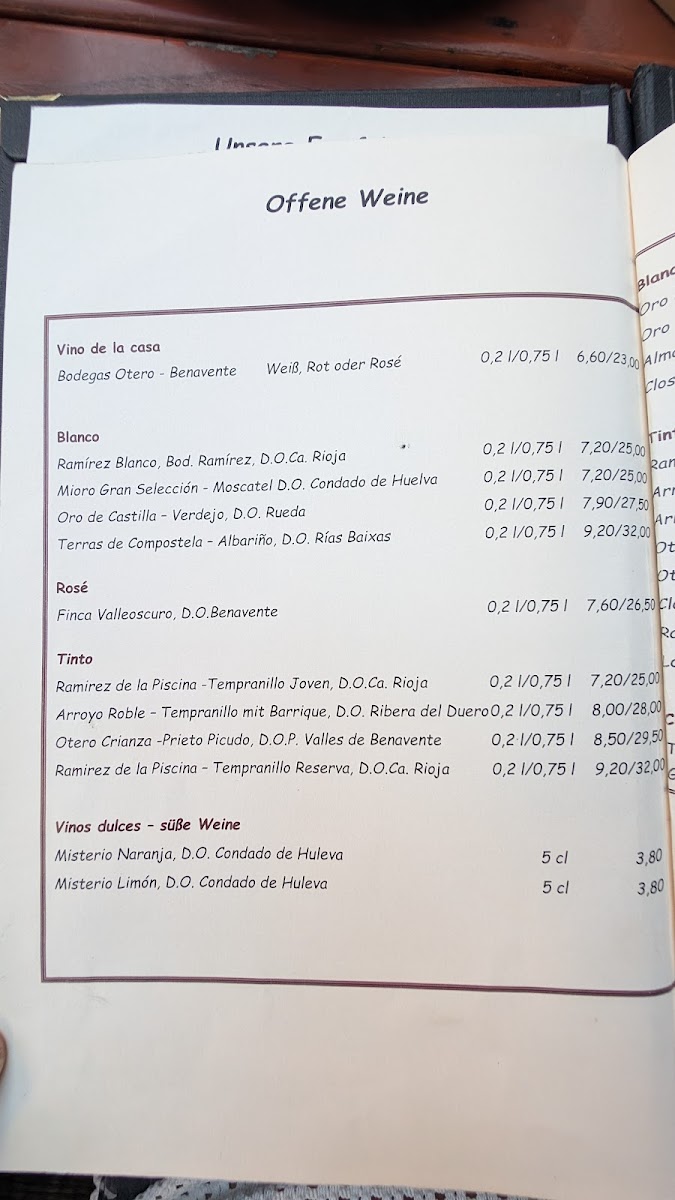 Offene Weine
Vino de la casa
Bodegas Otero - Benavente Weiß, Rot oder Rosé 0,2 l/0,75 l 6,60/23,00
Blanco
Ramírez Blanco, Bod. Ramírez, D.O.Ca. Rioja 0,2 l/0,75 l 7,20/25,00
Mioro Gran Selección - Moscatel D.O. Condado de Huelva 0,2 l/0,75 l 7,20/25,00
Oro de Castilla - Verdejo, D.O. Rueda 0,2 l/0,75 l 7,90/27,50
Terras de Compostela - Albariño, D.O. Rías Baixas 0,2 l/0,75 l 9,20/32,00
Rosé
Finca Valleoscuro, D.O.Benavente 0,2 l/0,75 l 7,60/26,50
Tinto
Ramirez de la Piscina -Tempranillo Joven, D.O.Ca. Rioja 0,2 l/0,75 l 7,20/25,00
Arroyo Roble - Tempranillo mit Barrique, D.O. Ribera del Duero 0,2 l/0,75 l 8,00/28,00
Otero Crianza -Prieto Picudo, D.O.P. Valles de Benavente 0,2 l/0,75 l 8,50/29,50
Ramirez de la Piscina - Tempranillo Reserva, D.O.Ca. Rioja 0,2 l/0,75 l 9,20/32,00
Vinos dulces - süße Weine
Misterio Naranja, D.O. Condado de Huleva 5 cl 3,80
Misterio Limón, D.O. Condado de Huleva 5 cl 3,80
Oro
Oro